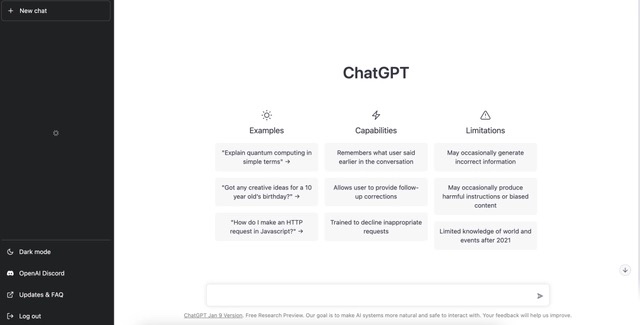 New chat
Dark mode
OpenAI Discord
Updates & FAQ
Log out
ChatGPT
Examples
"Explain quantum computing in
simple terms" →
"Got any creative ideas for a 10
year old's birthday?" →
"How do I make an HTTP
request in Javascript?" →
Capabilities
Remembers what user said
earlier in the conversation
Allows user to provide follow-
up corrections
Trained to decline inappropriate
requests
Limitations
May occasionally generate
incorrect information
May occasionally produce
harmful instructions or biased
content
Limited knowledge of world and
events after 2021
ChatGPT Jan 9 Version. Free Research Preview. Our goal is to make AI systems more natural and safe to interact with. Your feedback will help us improve.